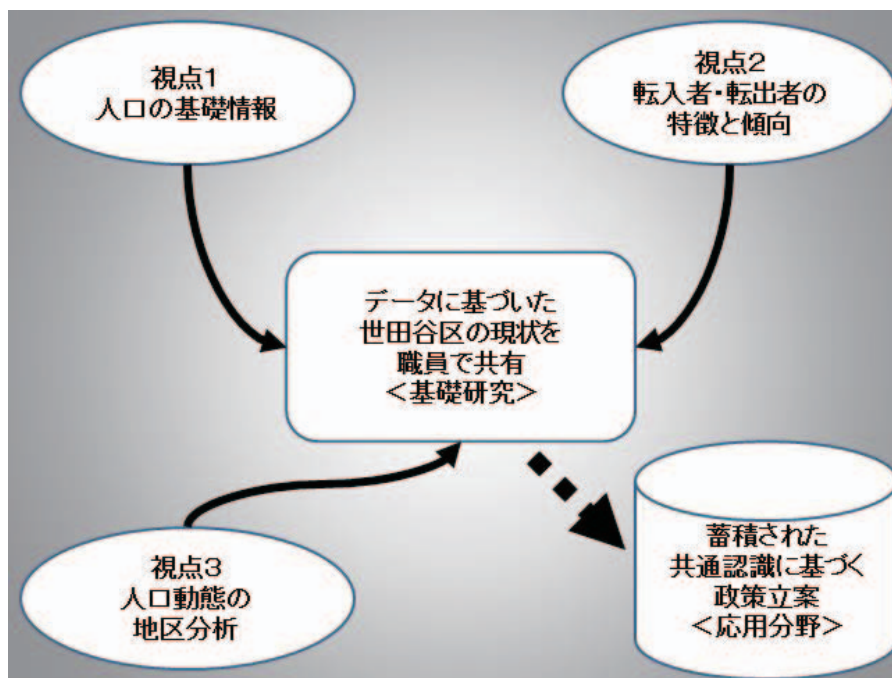 視点1
人口の基礎情報
視点2
転入者・転出者の
特徴と傾向
データに基づいた
世田谷区の現状を
職員で共有
＜基礎研究＞
視点3
人口動態の
地区分析
蓄積された
共通認識に基づく
政策立案
＜応用分野＞